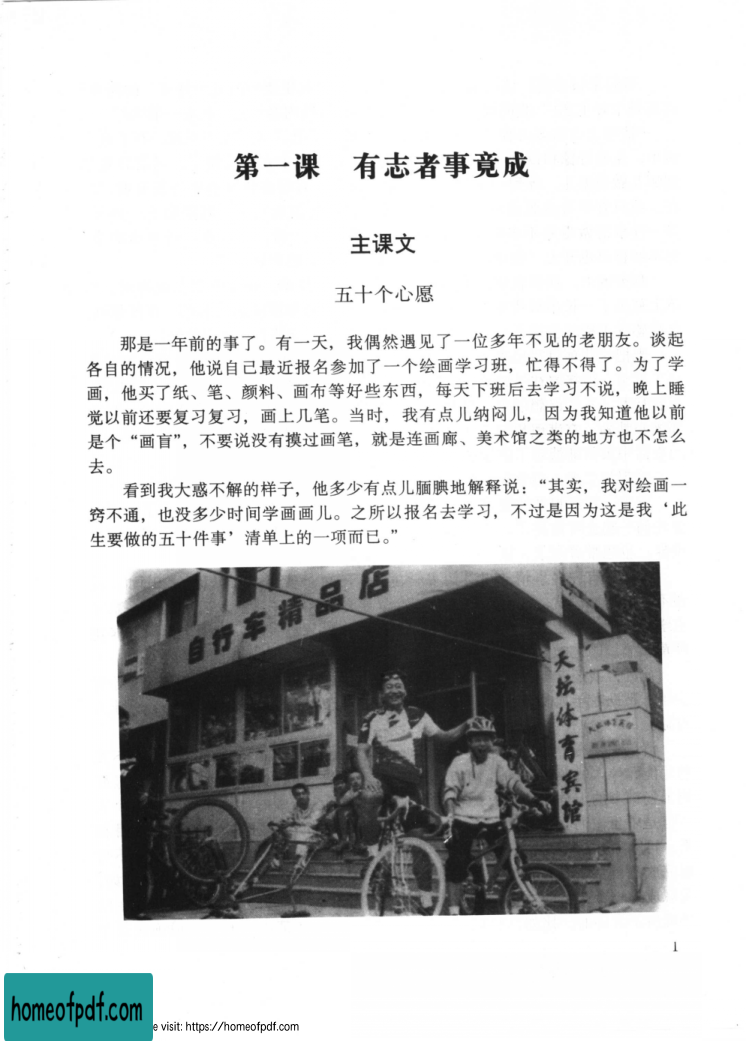 第一课　有志者事竟成
主课文
五十个心愿
那是一年前的事了。有一天，我偶然遇见了一位多年不见的老朋友。谈起
各自的情况，他说自己最近报名参加了一个绘画学习班，忙得不得了。为了学
画，他买了纸、笔、颜料、画布等好些东西，每天下班后去学习不说，晚上睡
觉以前还要复习复习，画上几笔。当时，我有点儿纳闷儿，因为我知道他以前
是个“画盲”，不要说没有摸过画笔，就是连画廊、美术馆之类的地方也不怎么
去。
看到我大惑不解的样子，他多少有点儿腼腆地解释说：“其实，我对绘画一
窍不通，也没多少时间学画画儿。之所以报名去学习，不过是因为这是我‘此
生要做的五十件事’清单上的一项而已。”
自行车精品店
天坛体育宾馆
1
homeofpdf.com
e visit: https://homeofpdf.com